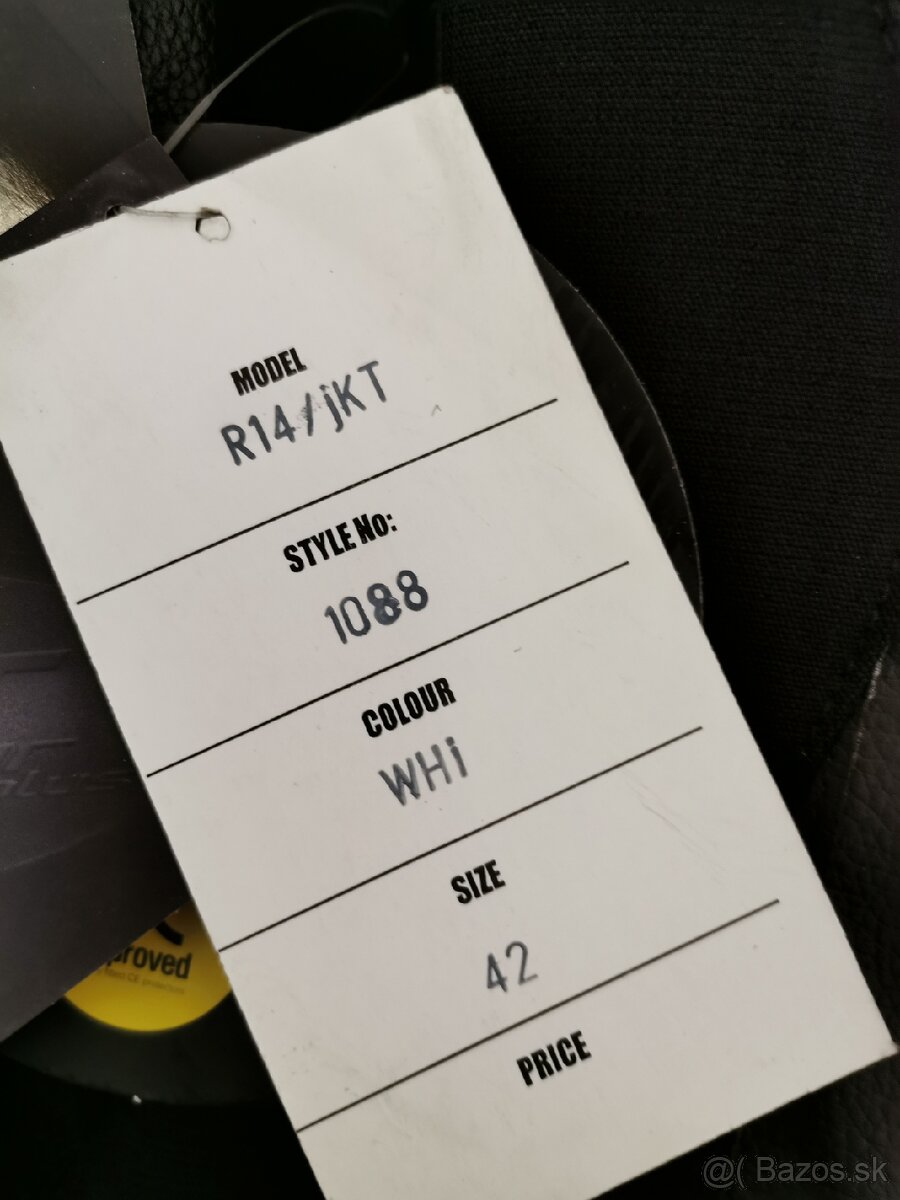 MODEL
R14/jKT
STYLE No:
1088
COLOUR
WHi
SIZE
42
PRICE
proved
@( Bazos.sk